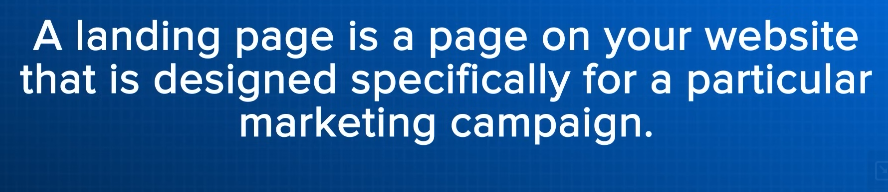 A landing page is a page on your website
that is designed specifically for a particular
marketing campaign.